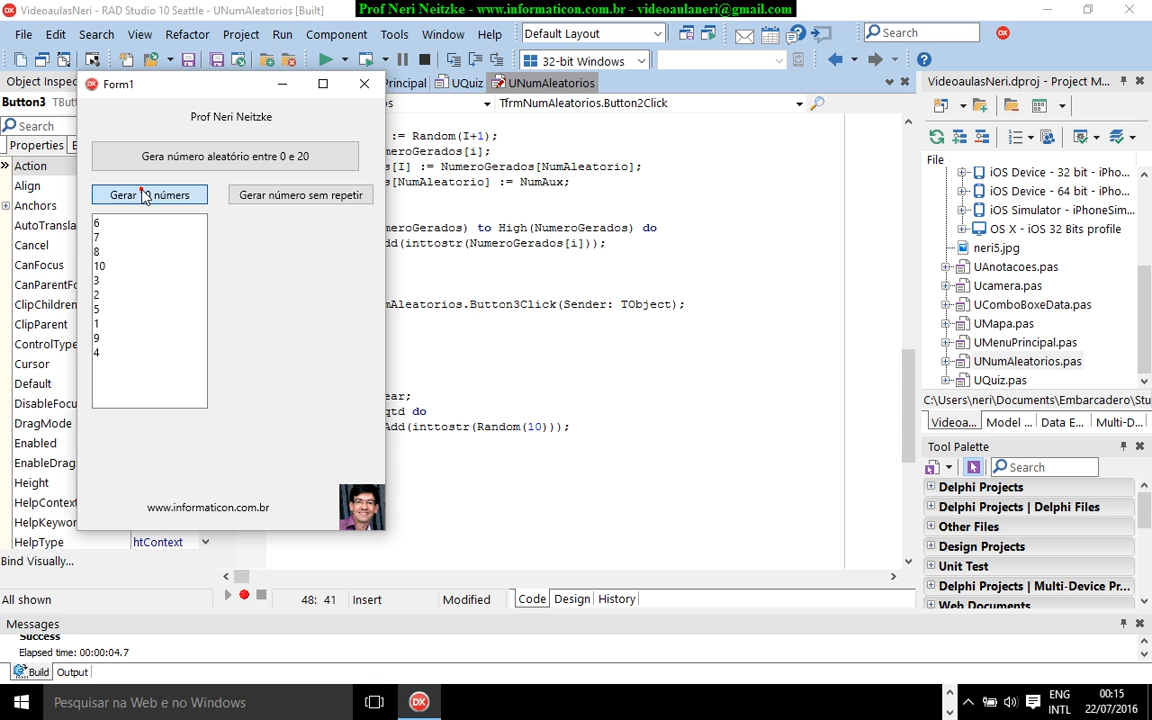 VideoaulasNeri - RAD Studio 10 Seattle - UNumAleatorios [Built]
Prof Neri Neitzke - www.informaticon.com.br - videoaulaneri@gmail.com
File Edit Search View Refactor Project Run Component Tools Window Help
Default Layout
Search
32-bit Windows
Object Inspec
Form1
rincipal UQuiz UNumAleatorios
VideoaulasNeri.dproj - Project M...
Button3 TBut
TfrmNumAleatorios.Button2Click
Search
Properties
Action
Align
Anchors
AutoTransla
Cancel
CanFocus
CanParentFo
ClipChildren
ClipParent
ControlType
Cursor
Default
DisableFocu
DragMode
Enabled
EnableDrag
Height
HelpContext
HelpKeyword
HelpType htContext
Bind Visually...
All shown
Prof Neri Neitzke
Gera número aleatório entre 0 e 20
Gerar número sem repetir
6
7
8
10
3
2
5
1
9
4
www.informaticon.com.br
:= Random(I+1);
meroGerados[i];
s[I] := NumeroGerados[NumAleatorio];
s[NumAleatorio] := NumAux;
meroGerados) to High(NumeroGerados) do
dd(inttostr(NumeroGerados[i]));
mAleatorios.Button3Click(Sender: TObject);
ear;
qtd do
Add(inttostr(Random(10)));
48: 41 Insert Modified Code Design History
File
iOS Device - 32 bit - iPho...
iOS Device - 64 bit - iPho...
iOS Simulator - iPhoneSim...
OS X - iOS 32 Bits profile
neri5.jpg
UAnotacoes.pas
Ucamera.pas
UComboBoxeData.pas
UMapa.pas
UMenuPrincipal.pas
UNumAleatorios.pas
UQuiz.pas
C:\Users\neri\Documents\Embarcadero\Stu
Videoa... Model ... Data E... Multi-D...
Tool Palette
Search
Delphi Projects
Delphi Projects | Delphi Files
Other Files
Design Projects
Unit Test
Delphi Projects | Multi-Device Pr...
Web Documents
Messages
Success
Elapsed time: 00:00:04.7
Build Output
Pesquisar na Web e no Windows
ENG
INTL
00:15
22/07/2016